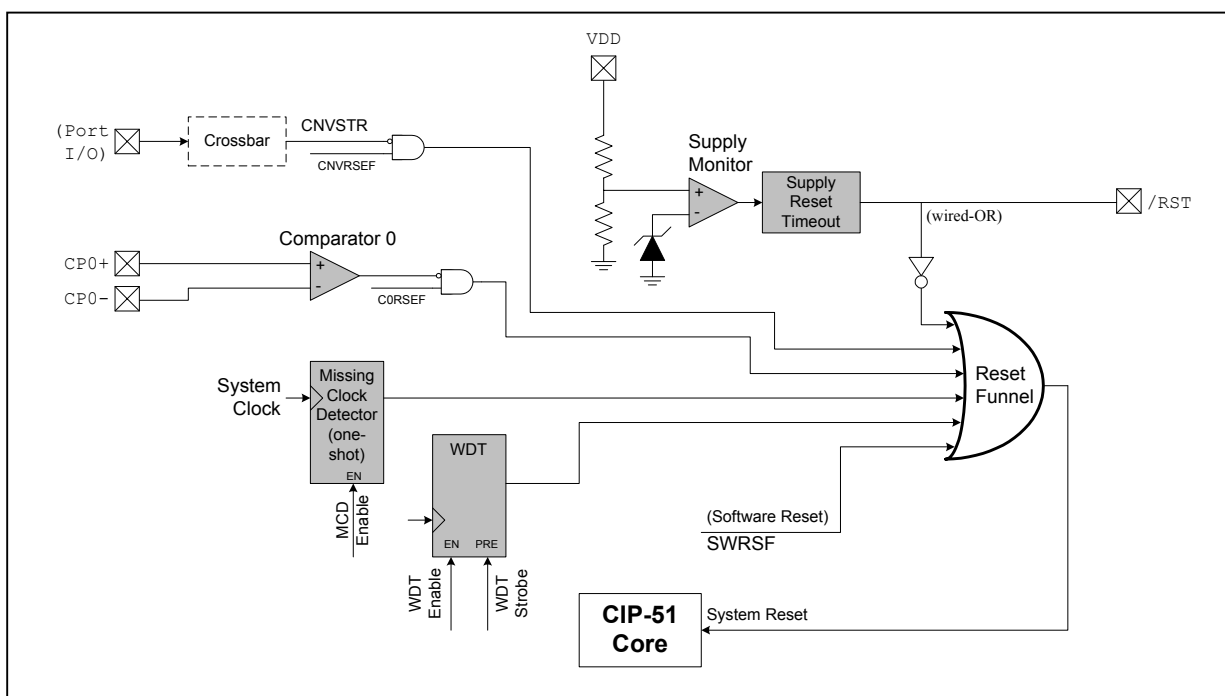 VDD
(Port
I/O)
Crossbar
CNVSTR
CNVRSEF
Supply
Monitor
+
-
Supply
Reset
Timeout
(wired-OR)
/RST
Comparator 0
CP0+
CP0-
+
-
C0RSEF
Reset
Funnel
System
Clock
Missing
Clock
Detector
(one-
shot)
EN
MCD
Enable
WDT
EN
PRE
WDT
Enable
WDT
Strobe
(Software Reset)
SWRSF
CIP-51
Core
System Reset